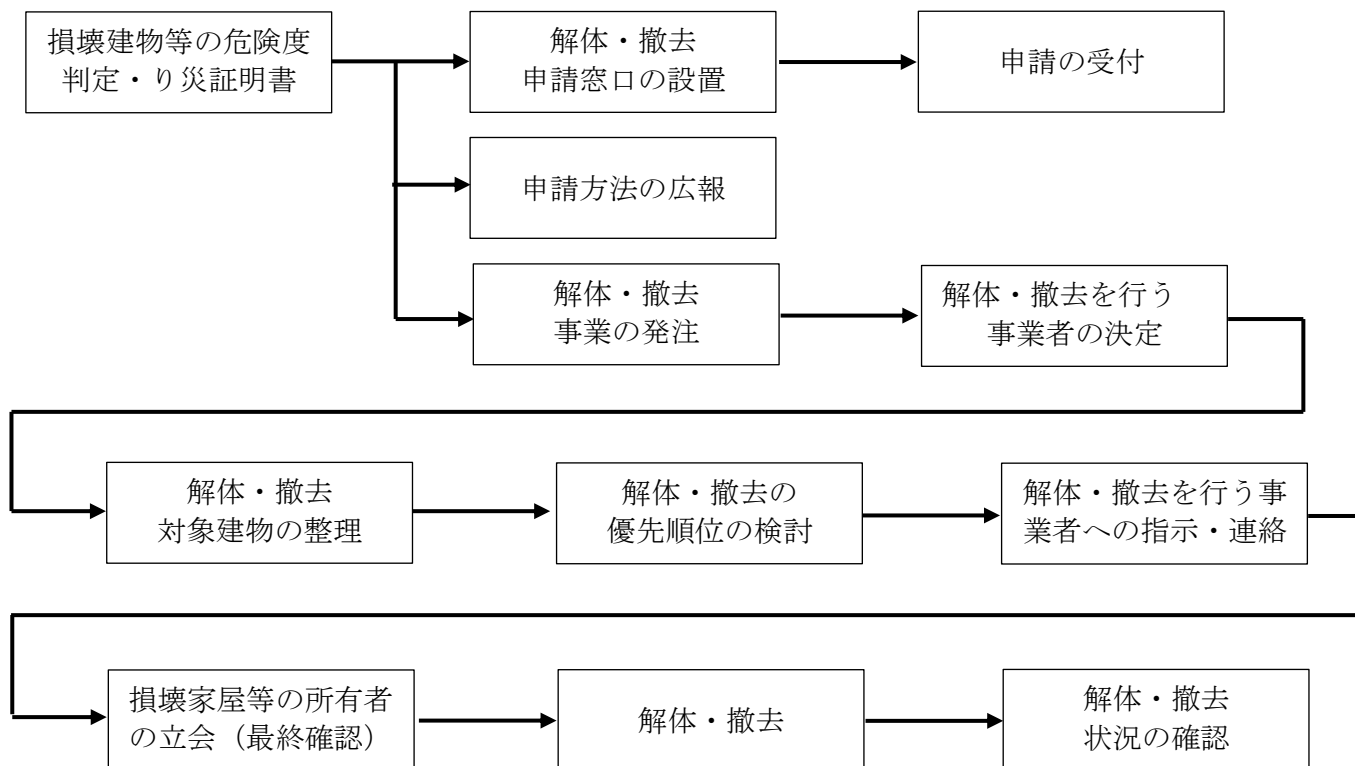 損壊建物等の危険度
判定・り災証明書
解体・撤去
申請窓口の設置
申請の受付
申請方法の広報
解体・撤去
事業の発注
解体・撤去を行う
事業者の決定
解体・撤去
対象建物の整理
解体・撤去の
優先順位の検討
解体・撤去を行う事
業者への指示・連絡
損壊家屋等の所有者
の立会（最終確認）
解体・撤去
解体・撤去
状況の確認